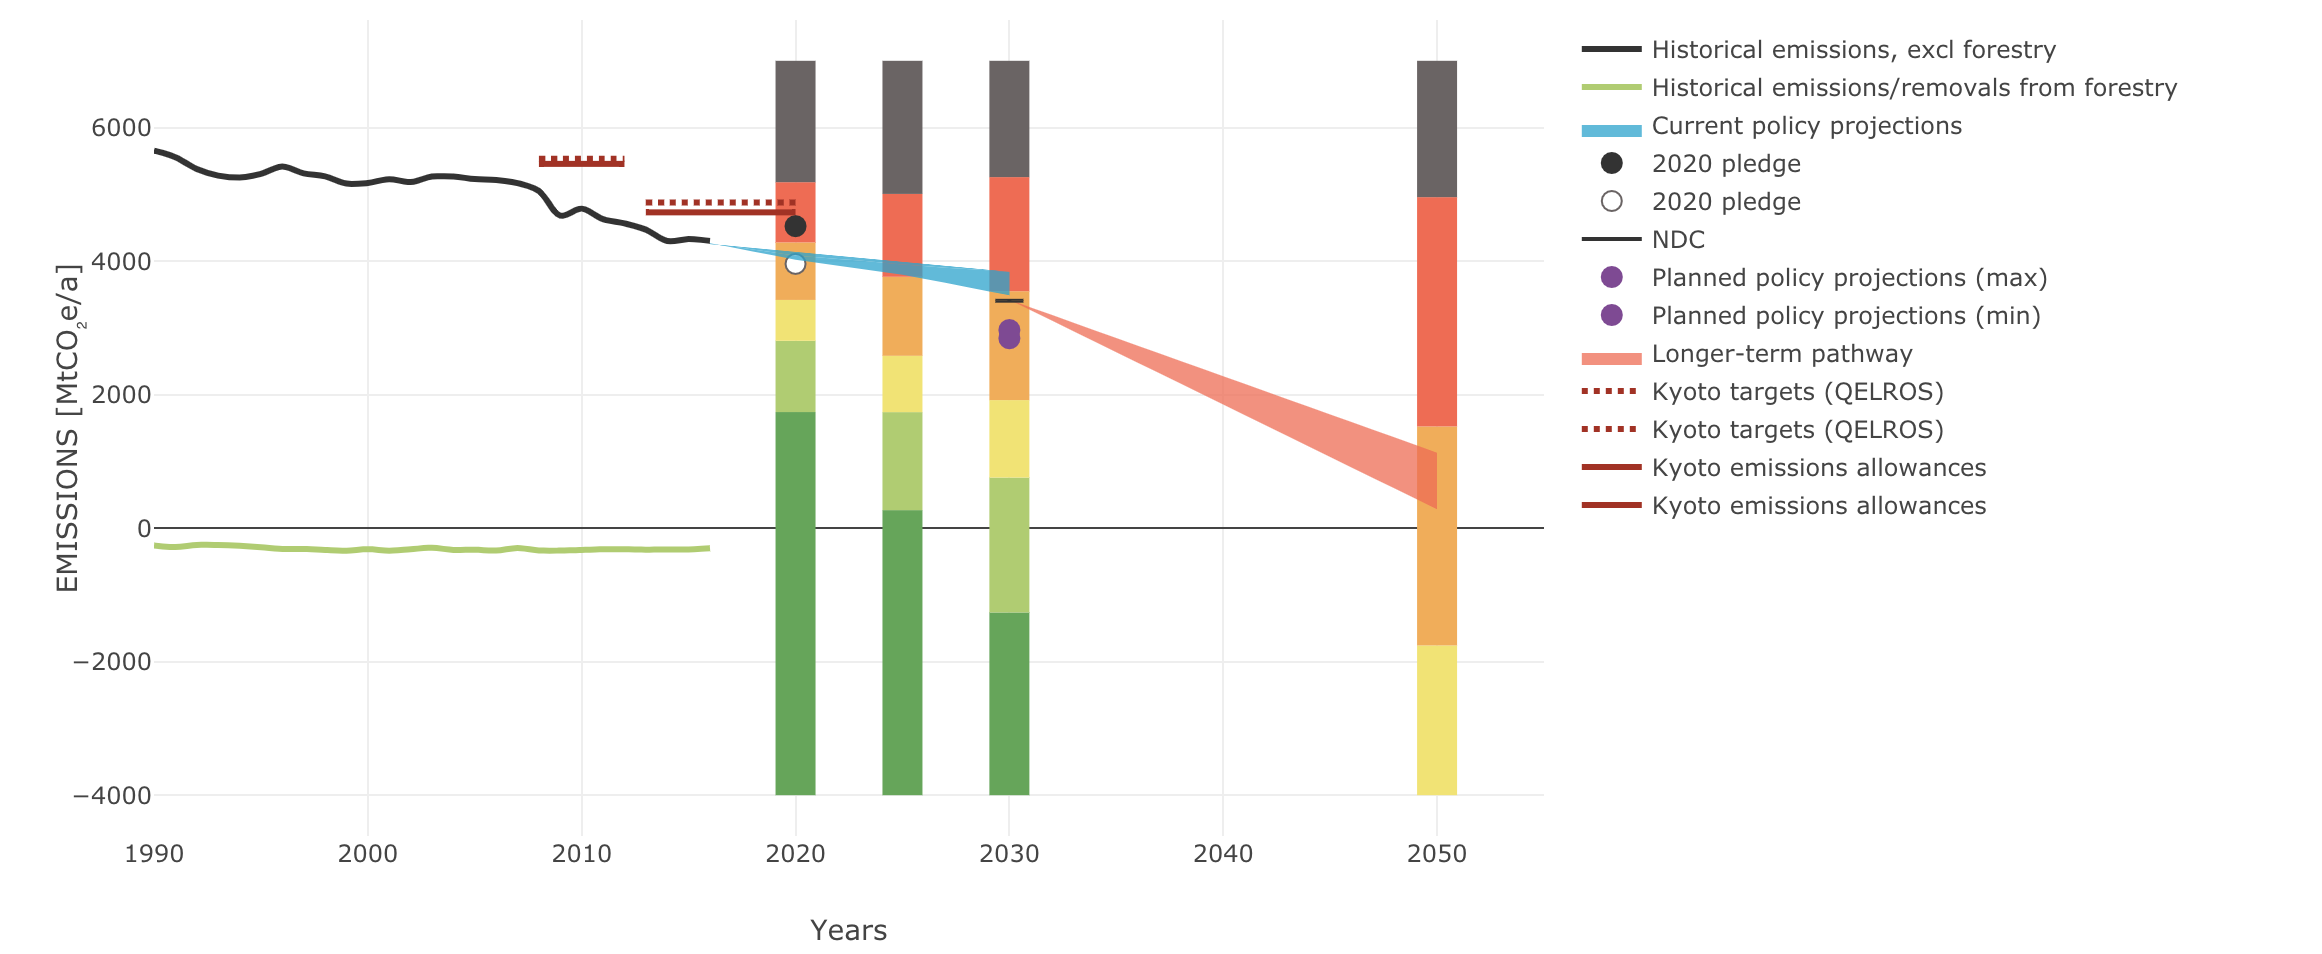 Historical emissions, excl forestry
Historical emissions/removals from forestry
Current policy projections
2020 pledge
2020 pledge
NDC
Planned policy projections (max)
Planned policy projections (min)
Longer-term pathway
Kyoto targets (QELROS)
Kyoto targets (QELROS)
Kyoto emissions allowances
Kyoto emissions allowances
EMISSIONS [MtCO₂e/a]
6000
4000
2000
0
−2000
−4000
1990 2000 2010 2020 2030 2040 2050
Years